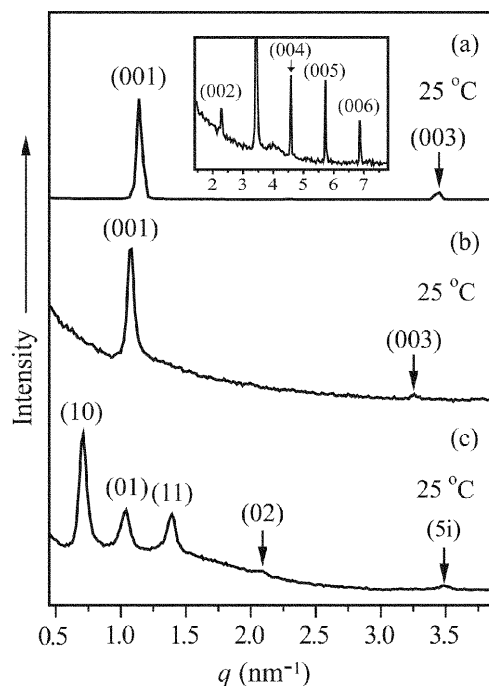 (a)
(004)
(001)
(002)
(005)
(006)
25 °C
(003)
2 3 4 5 6 7
(001)
(b)
25 °C
(003)
Intensity
(10)
(c)
(01)
(11)
25 °C
(02)
(5i)
0.5 1.0 1.5 2.0 2.5 3.0 3.5
q (nm⁻¹)